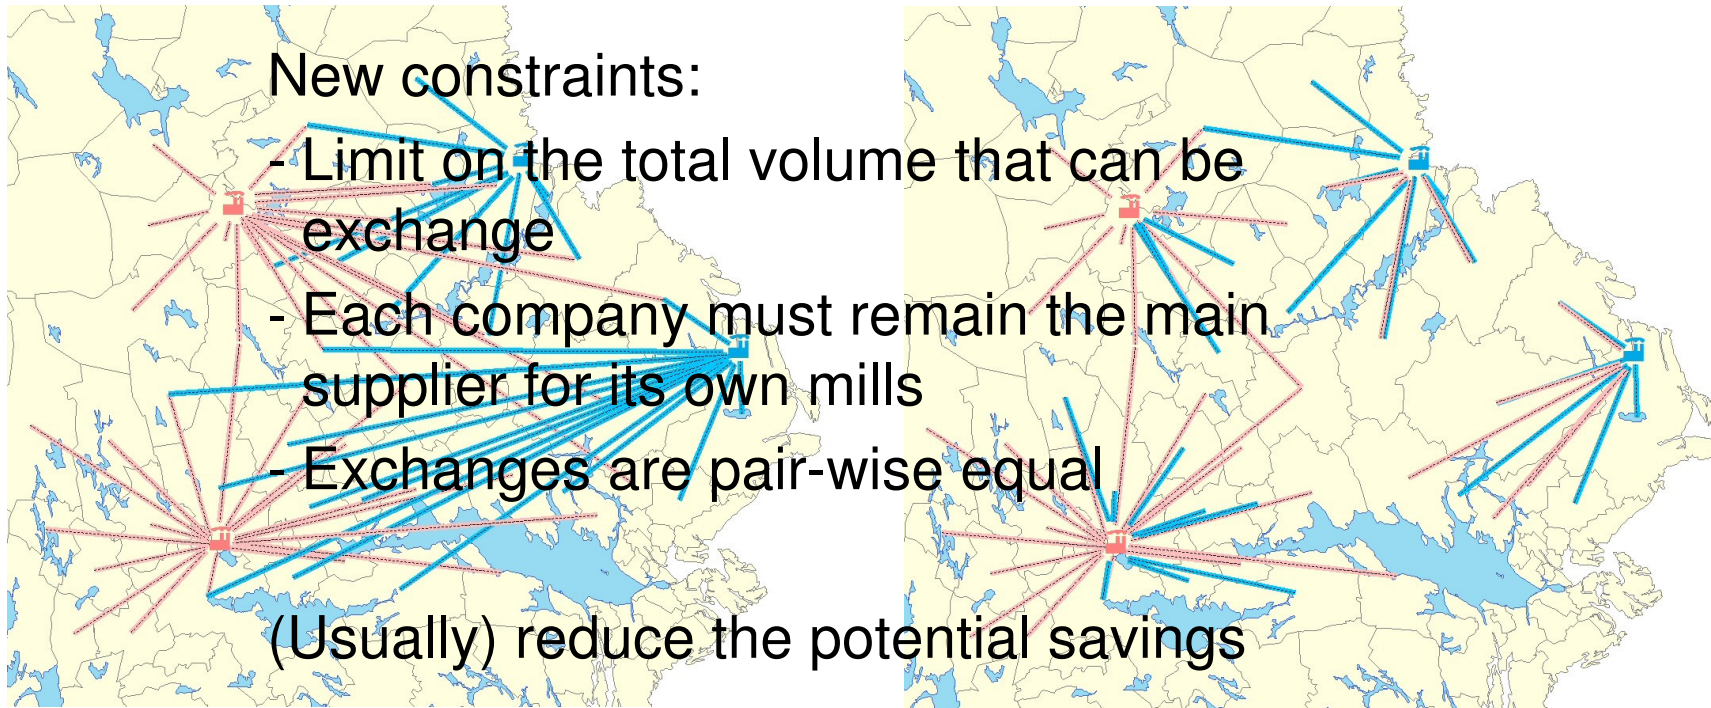 New constraints:
- Limit on the total volume that can be
exchange
- Each company must remain the main
supplier for its own mills
- Exchanges are pair-wise equal
(Usually) reduce the potential savings